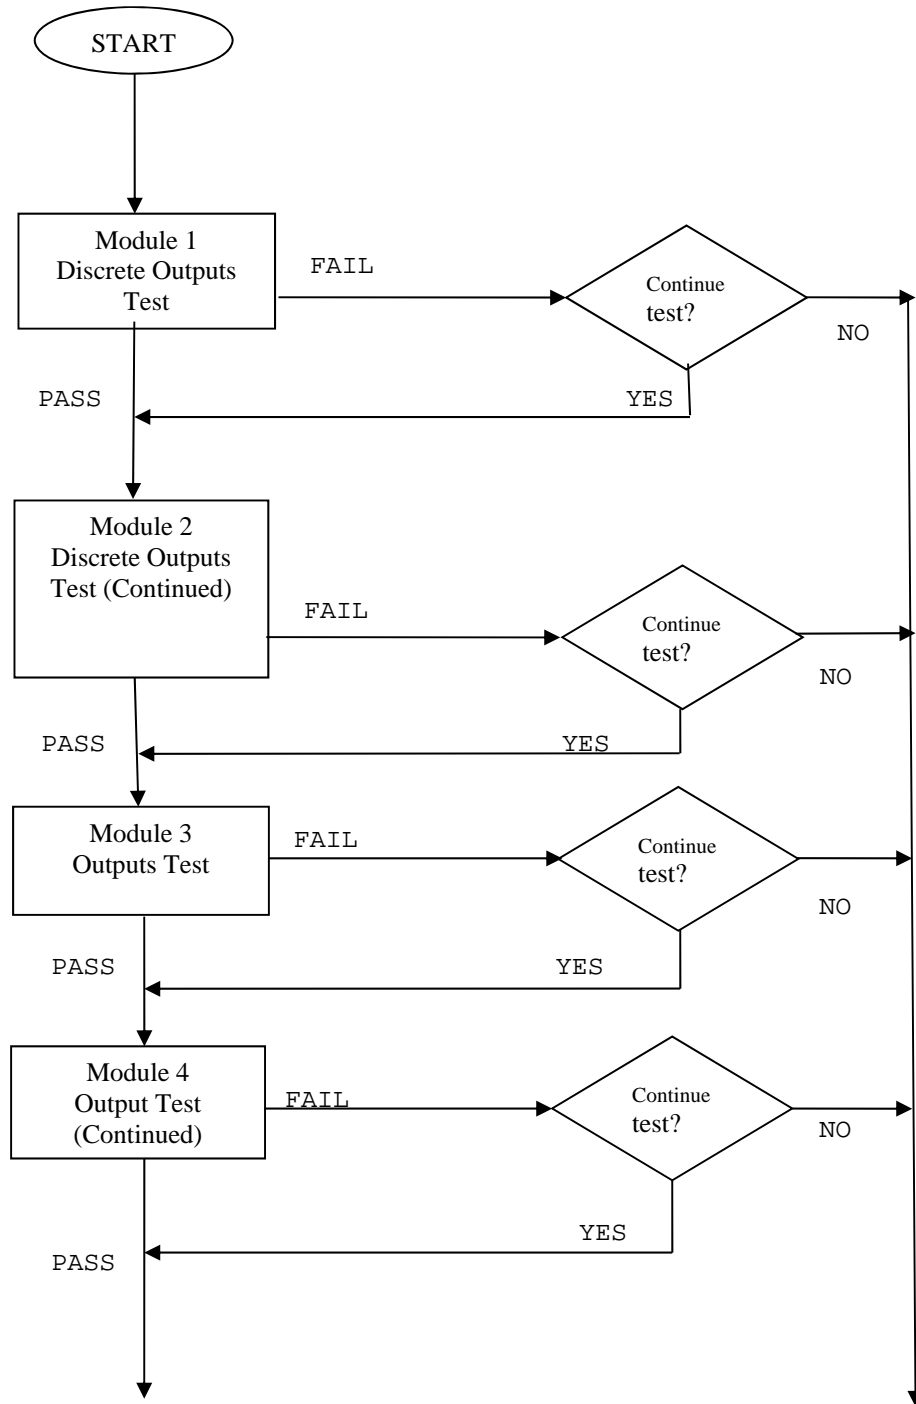 START
Module 1
Discrete Outputs
Test
FAIL
Continue
test?
NO
PASS
YES
Module 2
Discrete Outputs
Test (Continued)
FAIL
Continue
test?
NO
PASS
YES
Module 3
Outputs Test
FAIL
Continue
test?
NO
PASS
YES
Module 4
Output Test
(Continued)
FAIL
Continue
test?
NO
YES
PASS